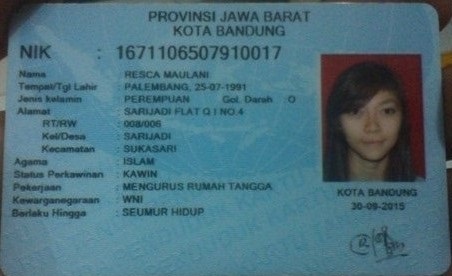 PROVINSI JAWA BARAT
KOTA BANDUNG
NIK : 1671106507910017
Nama : RESCA MAULANI
Tempat/Tgl Lahir : PALEMBANG, 25-07-1991
Jenis kelamin : PEREMPUAN Gol. Darah : O
Alamat : SARIJADI FLAT Q I NO.4
RT/RW : 008/006
Kel/Desa : SARIJADI
Kecamatan : SUKASARI
Agama : ISLAM
Status Perkawinan : KAWIN
Pekerjaan : MENGURUS RUMAH TANGGA
Kewarganegaraan : WNI
Berlaku Hingga : SEUMUR HIDUP
KOTA BANDUNG
30-09-2015